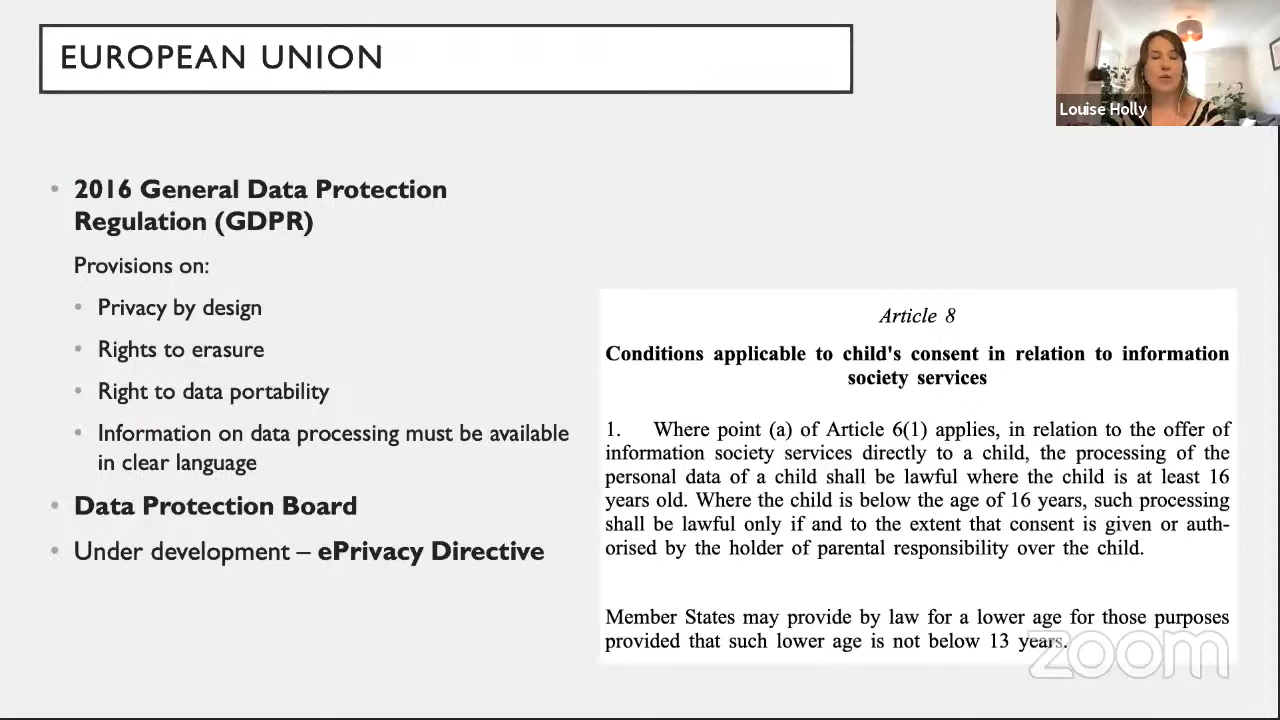 EUROPEAN UNION
Louise Holly
• 2016 General Data Protection
Regulation (GDPR)
Provisions on:
• Privacy by design
• Rights to erasure
• Right to data portability
• Information on data processing must be available
in clear language
• Data Protection Board
• Under development – ePrivacy Directive
Article 8
Conditions applicable to child's consent in relation to information
society services
1. Where point (a) of Article 6(1) applies, in relation to the offer of
information society services directly to a child, the processing of the
personal data of a child shall be lawful where the child is at least 16
years old. Where the child is below the age of 16 years, such processing
shall be lawful only if and to the extent that consent is given or auth-
orised by the holder of parental responsibility over the child.
Member States may provide by law for a lower age for those purposes
provided that such lower age is not below 13 years.
zoom